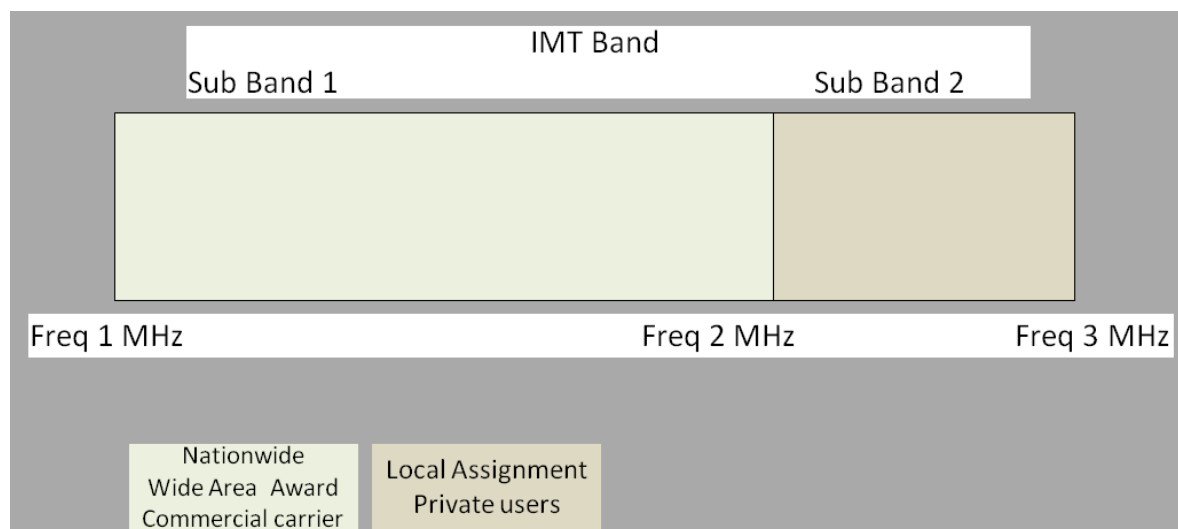 IMT Band
Sub Band 1 Sub Band 2
Freq 1 MHz Freq 2 MHz Freq 3 MHz
Nationwide
Wide Area Award
Commercial carrier
Local Assignment
Private users